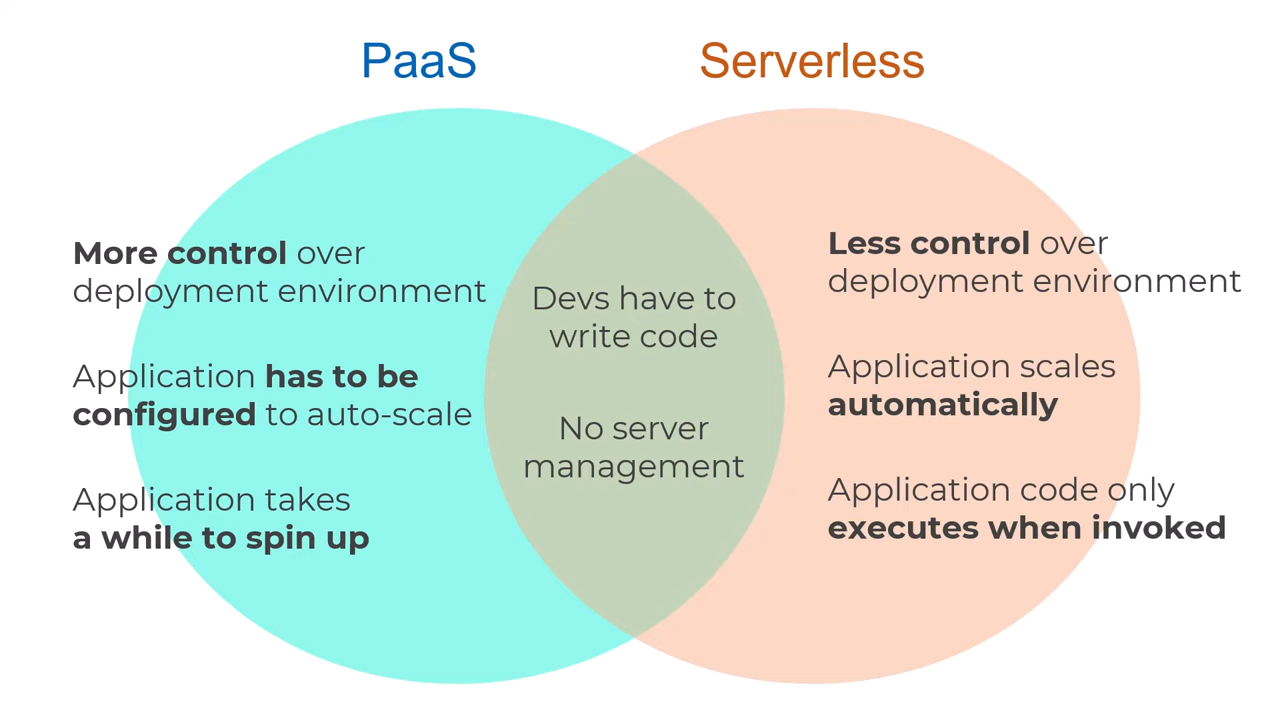 PaaS
Serverless
More control over
deployment environment
Application has to be
configured to auto-scale
Application takes
a while to spin up
Devs have to
write code
No server
management
Less control over
deployment environment
Application scales
automatically
Application code only
executes when invoked